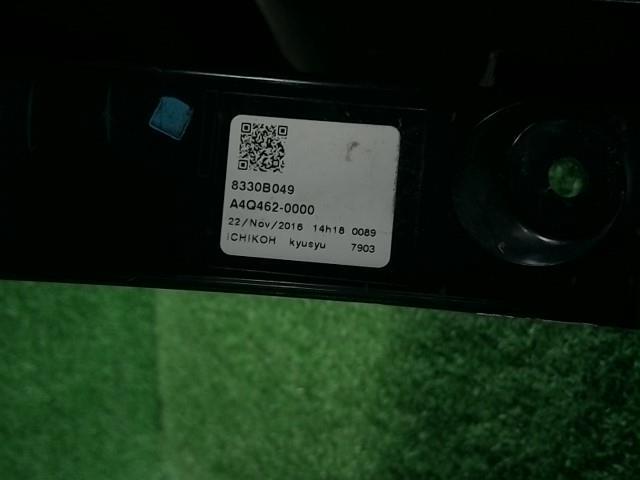 8330B049
A4Q462-0000
22/Nov/2016 14h18 0089
ICHIKOH kyusyu 7903